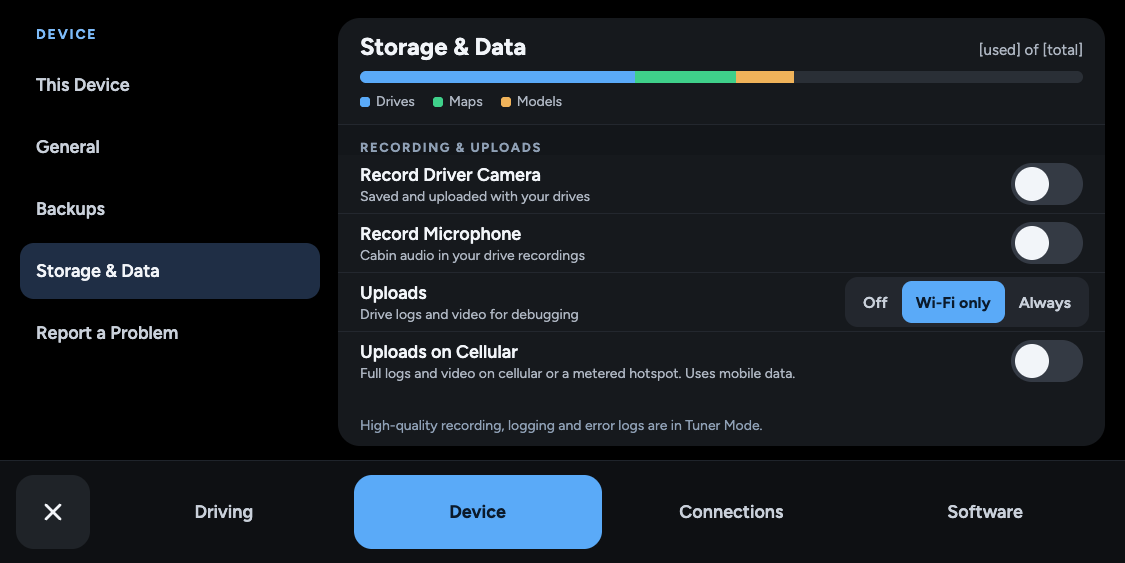 DEVICE
This Device
General
Backups
Storage & Data
Report a Problem
Storage & Data
[used] of [total]
Drives
Maps
Models
RECORDING & UPLOADS
Record Driver Camera
Saved and uploaded with your drives
Record Microphone
Cabin audio in your drive recordings
Uploads
Drive logs and video for debugging
Off
Wi-Fi only
Always
Uploads on Cellular
Full logs and video on cellular or a metered hotspot. Uses mobile data.
High-quality recording, logging and error logs are in Tuner Mode.
Driving
Device
Connections
Software